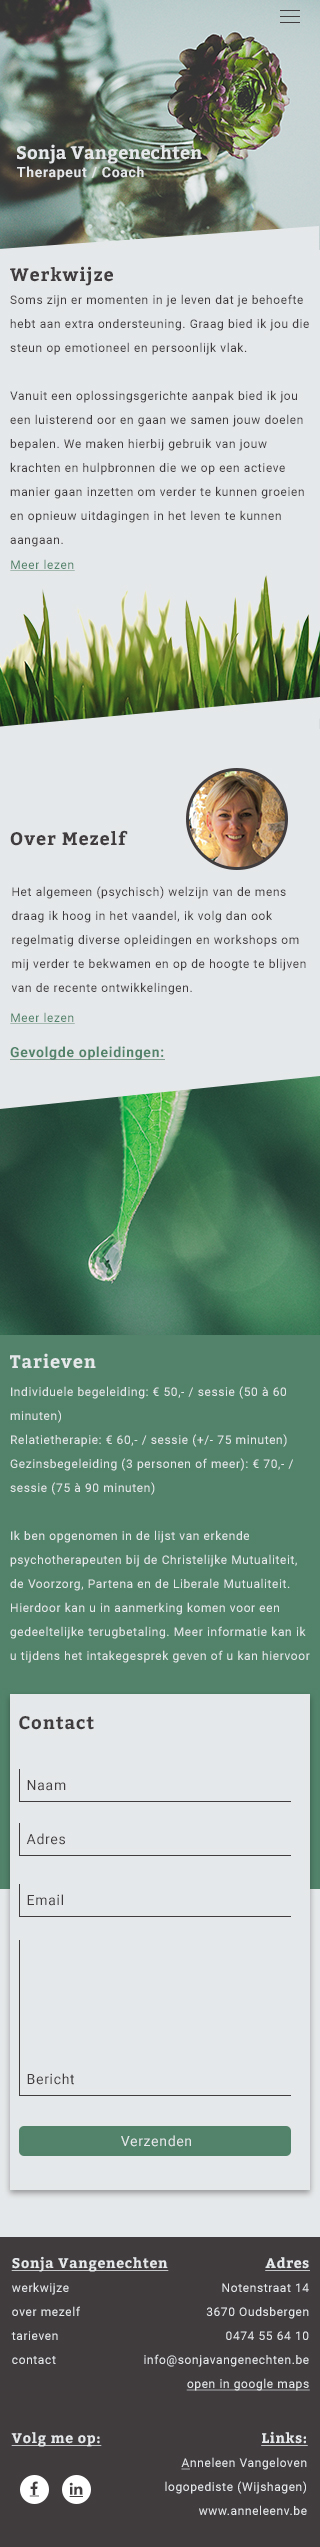 Sonja Vangenechten
Therapeut / Coach
Werkwijze
Soms zijn er momenten in je leven dat je behoefte
hebt aan extra ondersteuning. Graag bied ik jou die
steun op emotioneel en persoonlijk vlak.
Vanuit een oplossingsgerichte aanpak bied ik jou
een luisterend oor en gaan we samen jouw doelen
bepalen. We maken hierbij gebruik van jouw
krachten en hulpbronnen die we op een actieve
manier gaan inzetten om verder te kunnen groeien
en opnieuw uitdagingen in het leven te kunnen
aangaan.
Meer lezen
Over Mezelf
Het algemeen (psychisch) welzijn van de mens
draag ik hoog in het vaandel, ik volg dan ook
regelmatig diverse opleidingen en workshops om
mij verder te bekwamen en op de hoogte te blijven
van de recente ontwikkelingen.
Meer lezen
Gevolgde opleidingen:
Tarieven
Individuele begeleiding: € 50,- / sessie (50 à 60
minuten)
Relatietherapie: € 60,- / sessie (+/- 75 minuten)
Gezinsbegeleiding (3 personen of meer): € 70,- /
sessie (75 à 90 minuten)
Ik ben opgenomen in de lijst van erkende
psychotherapeuten bij de Christelijke Mutualiteit,
de Voorzorg, Partena en de Liberale Mutualiteit.
Hierdoor kan u in aanmerking komen voor een
gedeeltelijke terugbetaling. Meer informatie kan ik
u tijdens het intakegesprek geven of u kan hiervoor
Contact
Naam
Adres
Email
Bericht
Verzenden
Sonja Vangenechten
werkwijze
over mezelf
tarieven
contact
Adres
Notenstraat 14
3670 Oudsbergen
0474 55 64 10
info@sonjavangenechten.be
open in google maps
Volg me op:
f in
Links:
Anneleen Vangeloven
logopediste (Wijshagen)
www.anneleenv.be